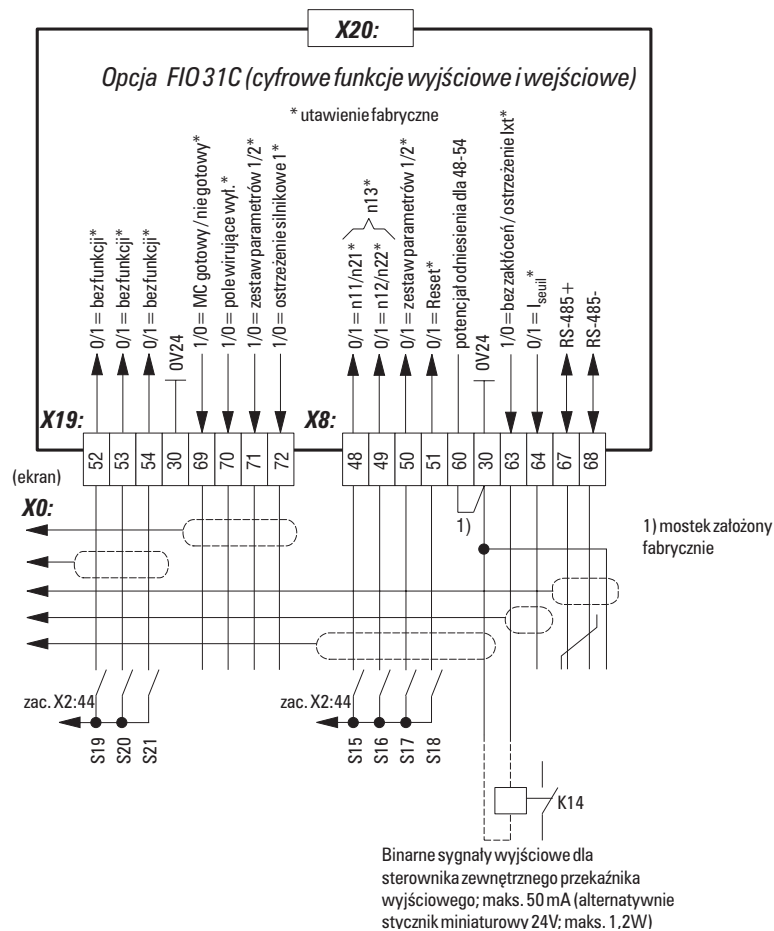 X20:
Opcja FIO 31C (cyfrowe funkcje wyjściowe i wejściowe)
* utawienie fabryczne
0/1 = bez funkcji*
0/1 = bez funkcji*
0/1 = bez funkcji*
0V24
1/0 = MC gotowy / nie gotowy*
1/0 = pole wirujące wył.*
1/0 = zestaw parametrów 1/2*
1/0 = ostrzeżenie silnikowe 1*
0/1 = n11/n21*
0/1 = n12/n22*
n13*
0/1 = zestaw parametrów 1/2*
0/1 = Reset*
potencjał odniesienia dla 48-54
0V24
1/0 = bez zakłóceń / ostrzeżenie Ixt*
0/1 = Iseuil*
RS-485+
RS-485-
X19:
X8:
52 53 54 30 69 70 71 72
48 49 50 51 60 30 63 64 67 68
(ekran)
X0:
1)
1) mostek założony
fabrycznie
zac. X2:44
S19 S20 S21
zac. X2:44
S15 S16 S17 S18
K14
Binarne sygnały wyjściowe dla
sterownika zewnętrznego przekaźnika
wyjściowego; maks. 50 mA (alternatywnie
stycznik miniaturowy 24V; maks. 1,2W)